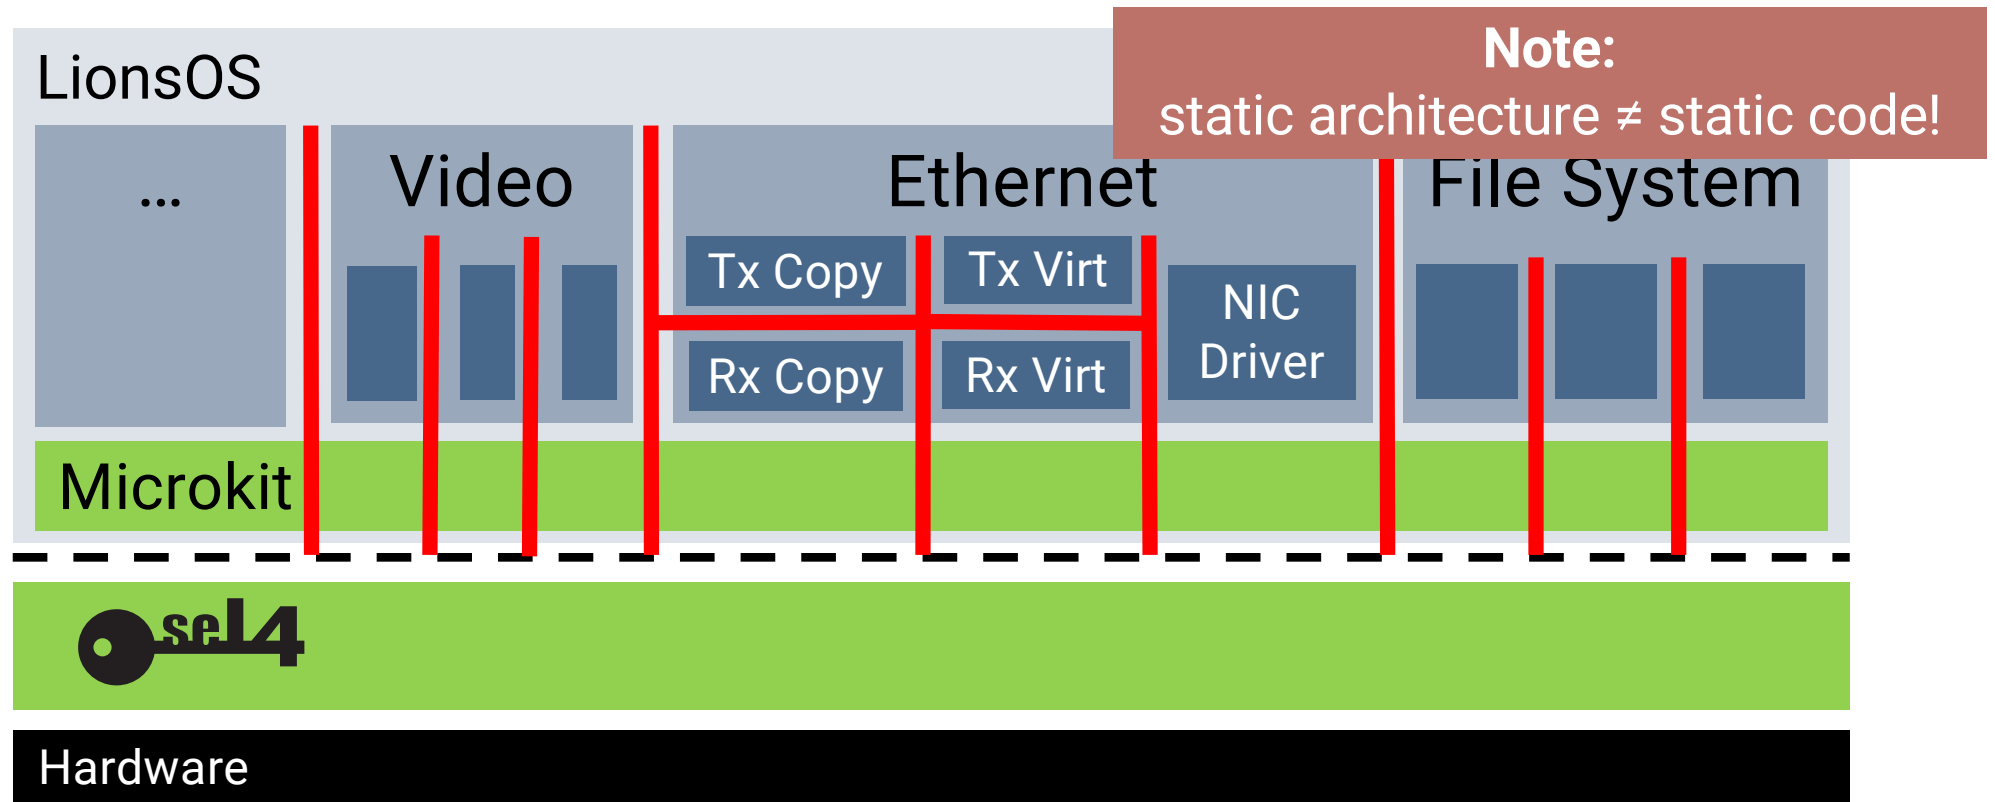 LionsOS
Note:
static architecture ≠ static code!
...
Video
Ethernet
File System
Tx Copy
Tx Virt
NIC
Driver
Rx Copy
Rx Virt
Microkit
seL4
Hardware